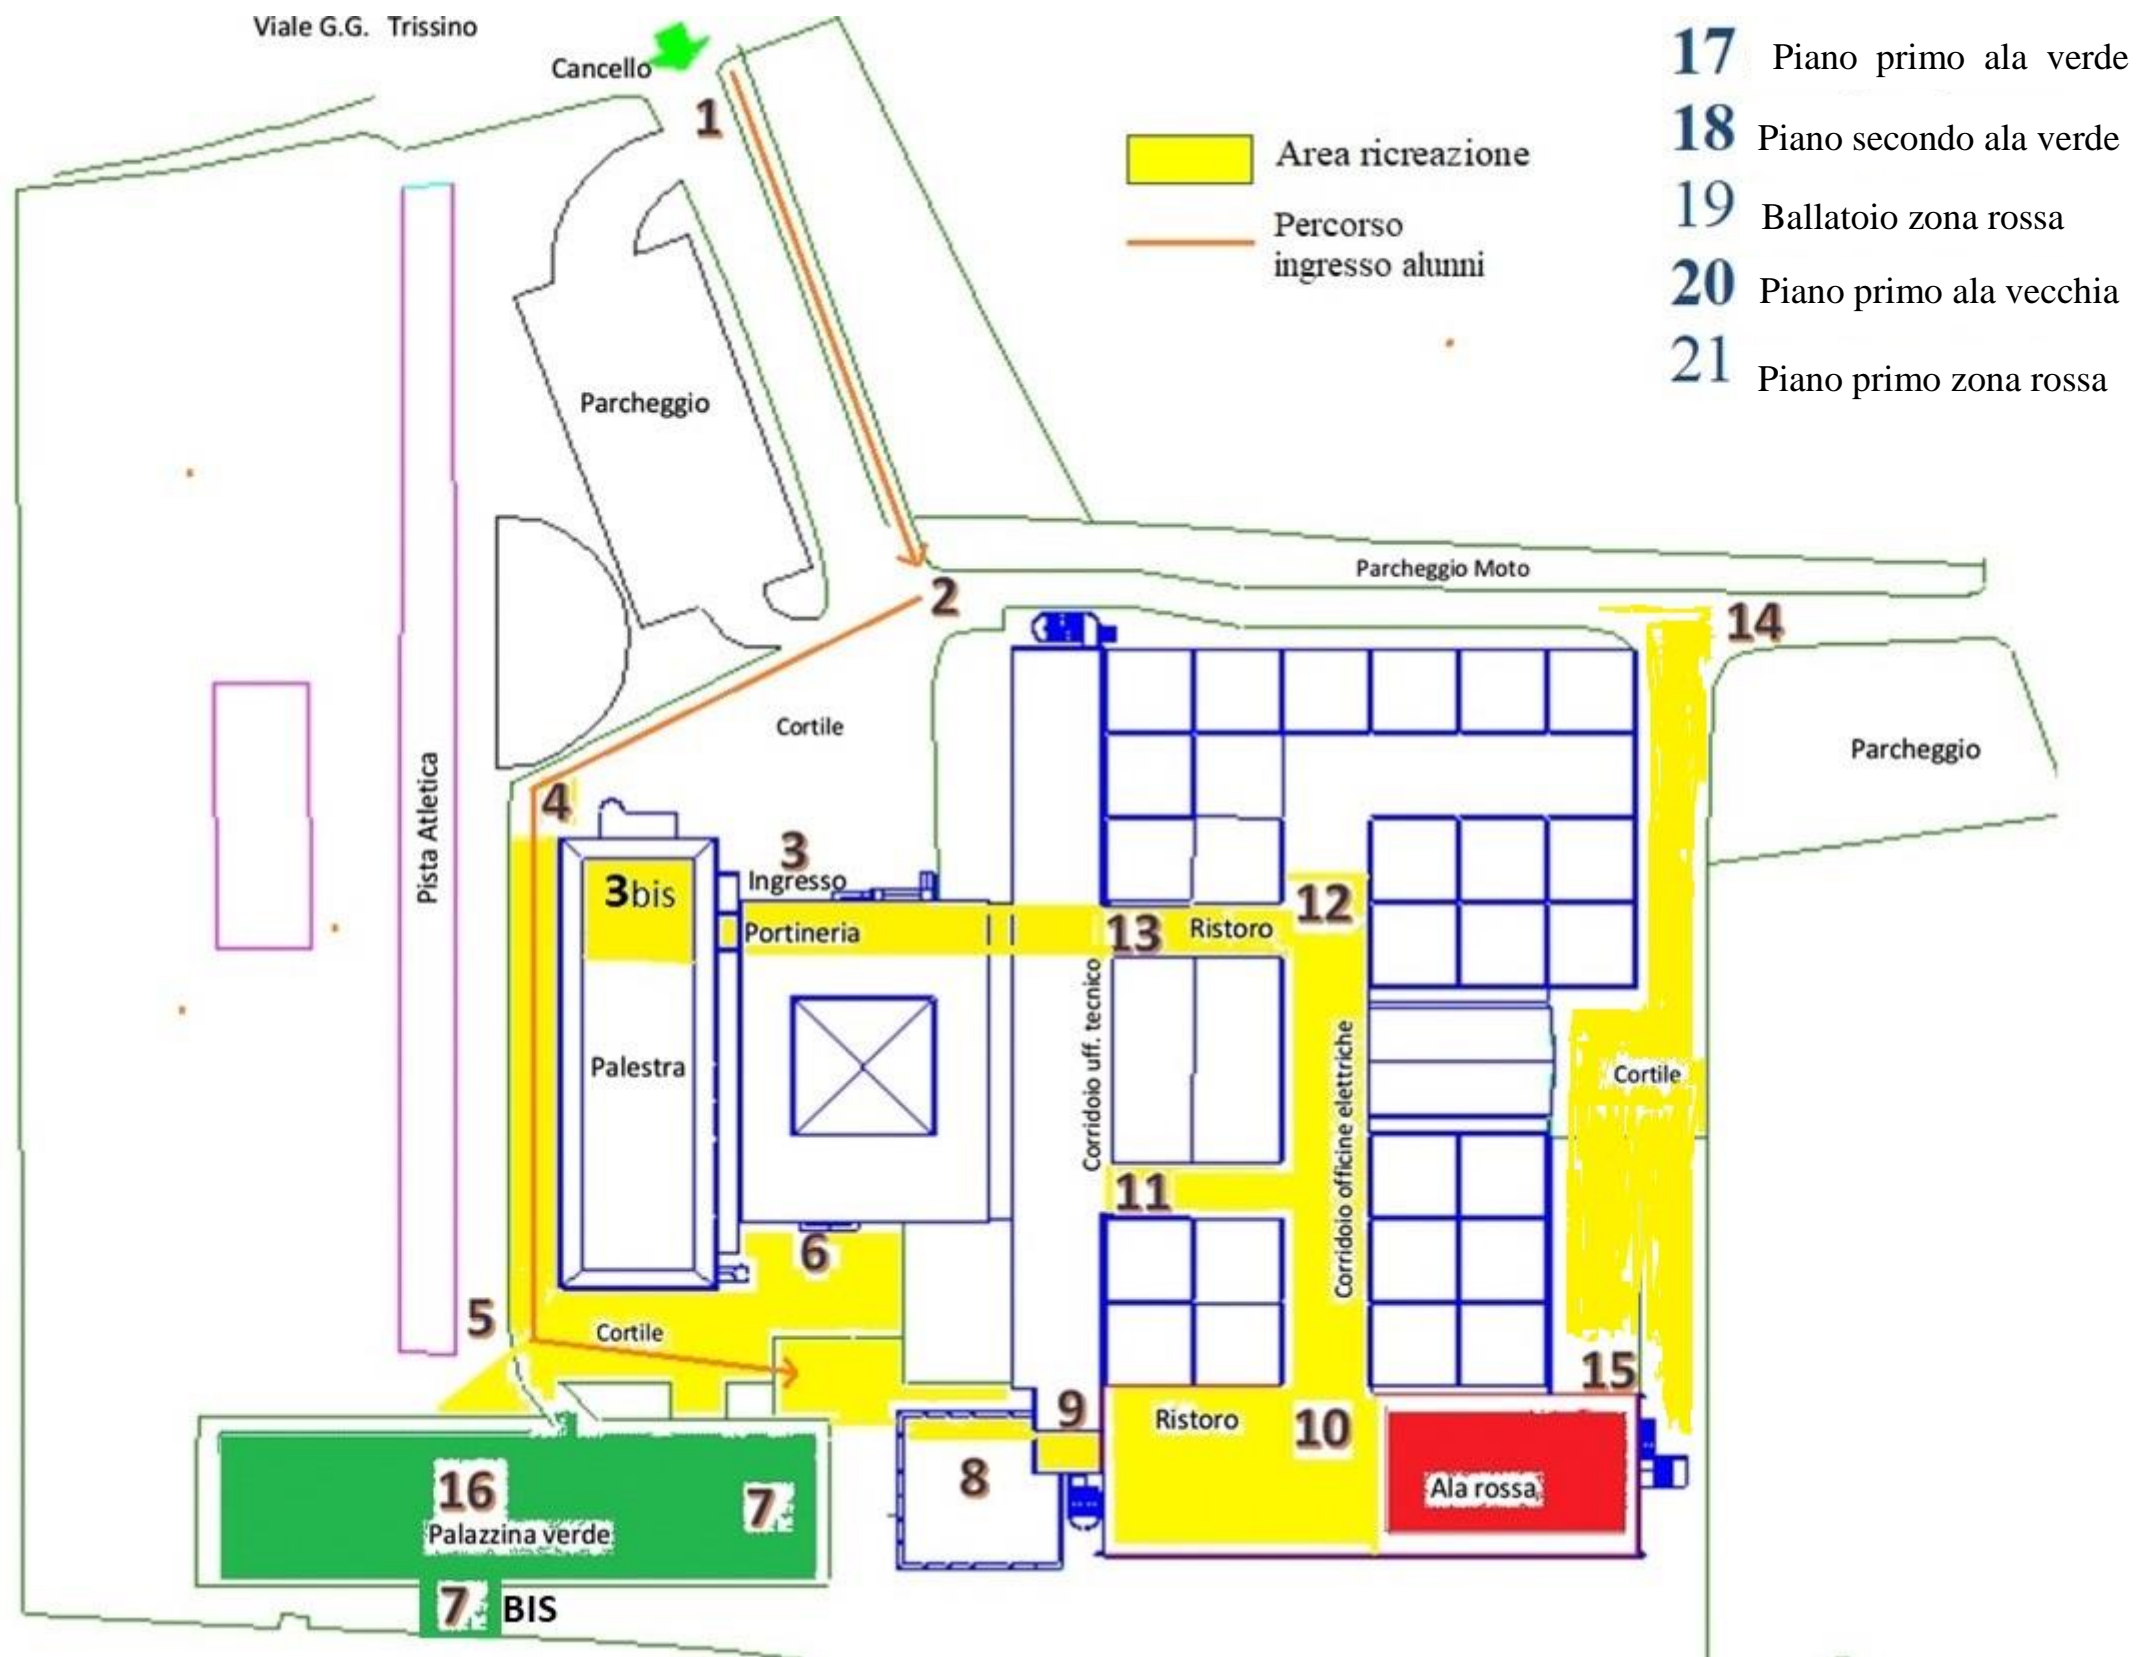 Viale G.G. Trissino
Cancello
1
17 Piano primo ala verde
18 Piano secondo ala verde
19 Ballatoio zona rossa
20 Piano primo ala vecchia
21 Piano primo zona rossa
Area ricreazione
Percorso
ingresso alunni
Parcheggio
Parcheggio Moto
2
14
Cortile
Parcheggio
Pista Atletica
4
3
Ingresso
3bis
Portineria
13
Ristoro
12
Palestra
Corridoio uff. tecnico
Corridoio officine elettriche
Cortile
11
6
5
Cortile
15
9
Ristoro
10
8
Ala rossa
16
7
Palazzina verde
7 BIS